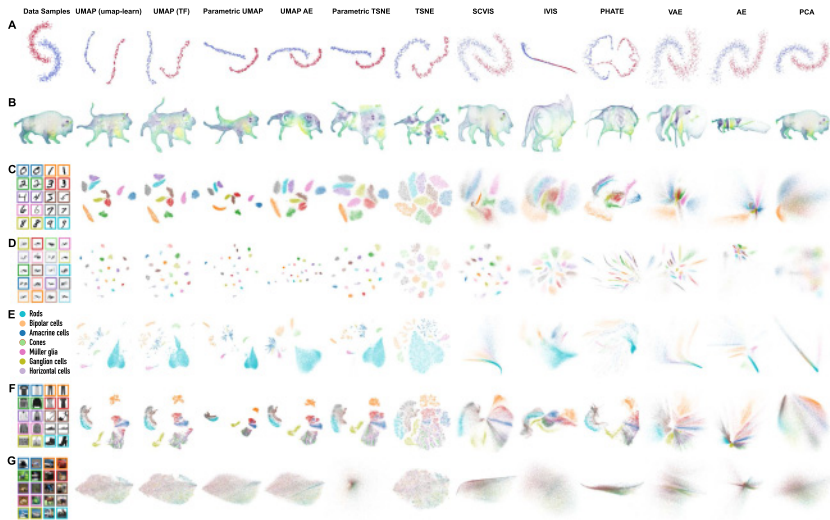 Data Samples UMAP (umap-learn) UMAP (TF) Parametric UMAP UMAP AE Parametric TSNE TSNE SCVIS IVIS PHATE VAE AE PCA
A
B
C
D
E
Rods
Bipolar cells
Amacrine cells
Cones
Müller glia
Ganglion cells
Horizontal cells
F
G